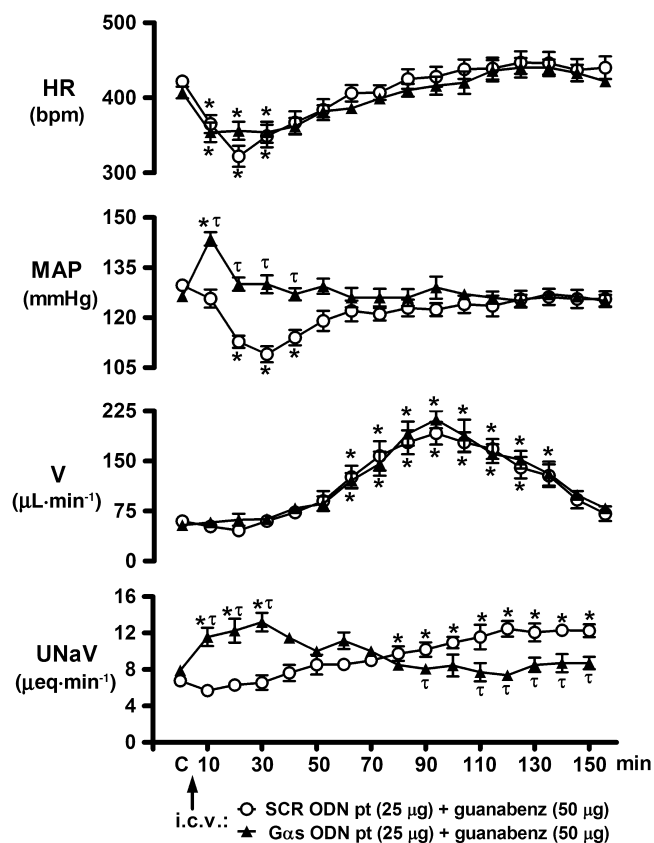 500
HR
(bpm)
400
300
* * *
* * *
150
MAP
(mmHg)
135
120
105
*τ τ τ τ
* * *
225
V
(μL·min-1)
150
75
0
* * * * * * * *
* * * * * * *
16
UNaV
(μeq·min-1)
12
8
4
0
*τ *τ *τ * * * * * * * *
τ τ τ τ τ τ
C 10 30 50 70 90 110 130 150 min
i.c.v.:
SCR ODN pt (25 μg) + guanabenz (50 μg)
Gαs ODN pt (25 μg) + guanabenz (50 μg)